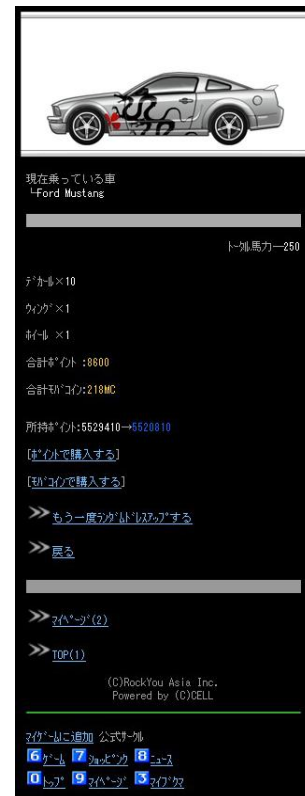 現在乗っている車
└Ford Mustang
ﾄｰﾀﾙ馬力―250
ﾃﾞｶｰﾙ×10
ｳｨﾝｸﾞ×1
ﾎｲｰﾙ ×1
合計ﾎﾟｲﾝﾄ :8600
合計ﾓﾊﾞｺｲﾝ:218MC
所持ﾎﾟｲﾝﾄ:5529410→5520810
[ﾎﾟｲﾝﾄで購入する]
[ﾓﾊﾞｺｲﾝで購入する]
≫ もう一度ﾗﾝﾀﾞﾑﾄﾞﾚｽｱｯﾌﾟする
≫ 戻る
≫ ﾏｲﾍﾟｰｼﾞ(2)
≫ TOP(1)
(C)RockYou Asia Inc.
Powered by (C)CELL
ﾏｲｹﾞｰﾑに追加 公式ｻｰｸﾙ
6 ｹﾞｰﾑ 7 ｼｮｯﾋﾟﾝｸﾞ 8 ﾆｭｰｽ
0 ﾄｯﾌﾟ 9 ﾏｲﾍﾟｰｼﾞ 3 ﾏｲﾌﾞｸﾏ